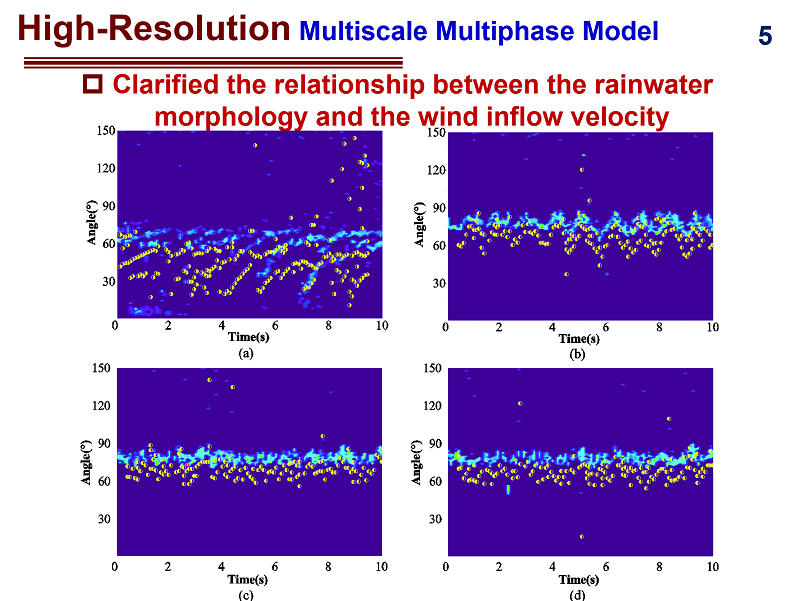 High-Resolution Multiscale Multiphase Model
5
Clarified the relationship between the rainwater
morphology and the wind inflow velocity
150
120
90
60
30
Angle(°)
0 2 4 6 8 10
Time(s)
(a)
150
120
90
60
30
Angle(°)
0 2 4 6 8 10
Time(s)
(b)
150
120
90
60
30
Angle(°)
0 2 4 6 8 10
Time(s)
(c)
150
120
90
60
30
Angle(°)
0 2 4 6 8 10
Time(s)
(d)